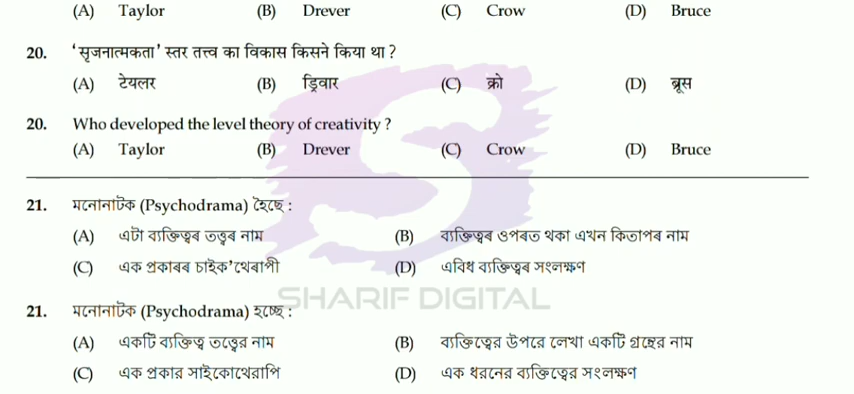 (A) Taylor (B) Drever (C) Crow (D) Bruce
20. 'सृजनात्मकता' स्तर तत्त्व का विकास किसने किया था ?
(A) टेयलर (B) ड्रिवार (C) क्रो (D) ब्रूस
20. Who developed the level theory of creativity ?
(A) Taylor (B) Drever (C) Crow (D) Bruce
21. মনোনাটক (Psychodrama) হৈছে :
(A) এটা ব্যক্তিত্বৰ তত্ত্বৰ নাম (B) ব্যক্তিত্বৰ ওপৰত থকা এখন কিতাপৰ নাম
(C) এক প্ৰকাৰৰ চাইক'থেৰাপী (D) এবিধ ব্যক্তিত্বৰ সংলক্ষণ
SHARIF DIGITAL
21. মনোনাটক (Psychodrama) হচ্ছে :
(A) একটি ব্যক্তিত্ব তত্ত্বের নাম (B) ব্যক্তিত্বের উপরে লেখা একটি গ্রন্থের নাম
(C) এক প্রকার সাইকোথেরাপি (D) এক ধরনের ব্যক্তিত্বের সংলক্ষণ